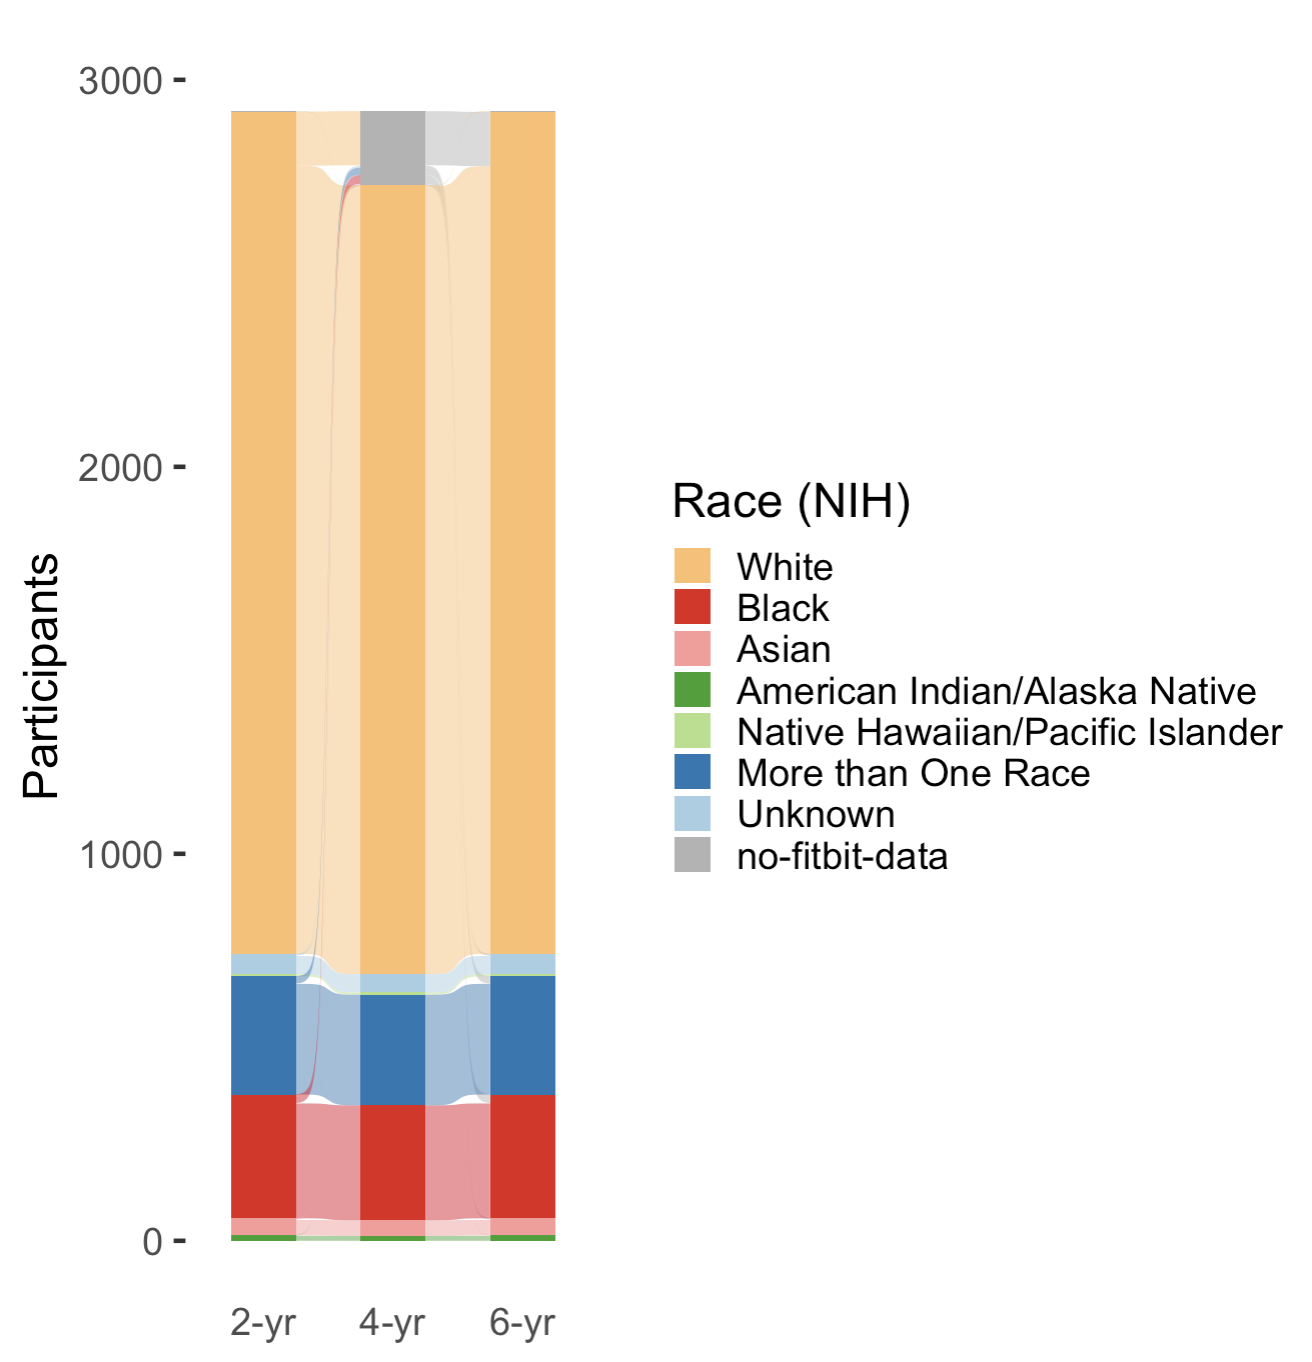 3000
2000
1000
0
Participants
2-yr 4-yr 6-yr
Race (NIH)
White
Black
Asian
American Indian/Alaska Native
Native Hawaiian/Pacific Islander
More than One Race
Unknown
no-fitbit-data